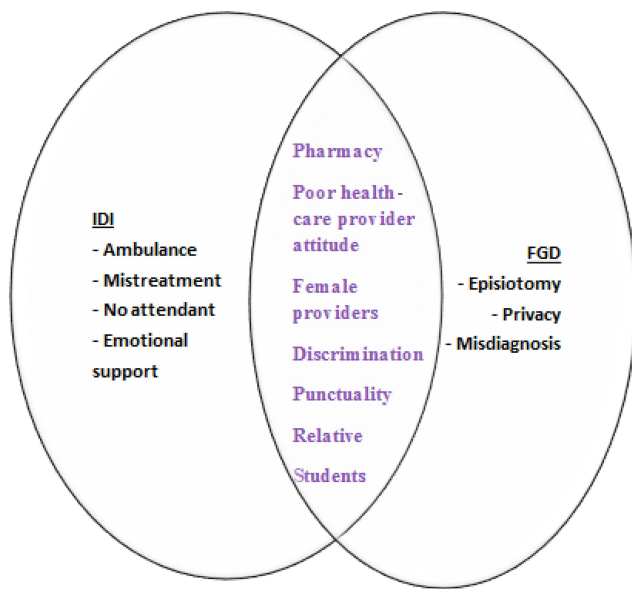 IDI
- Ambulance
- Mistreatment
- No attendant
- Emotional
support
Pharmacy
Poor health-
care provider
attitude
Female
providers
Discrimination
Punctuality
Relative
Students
FGD
- Episiotomy
- Privacy
- Misdiagnosis